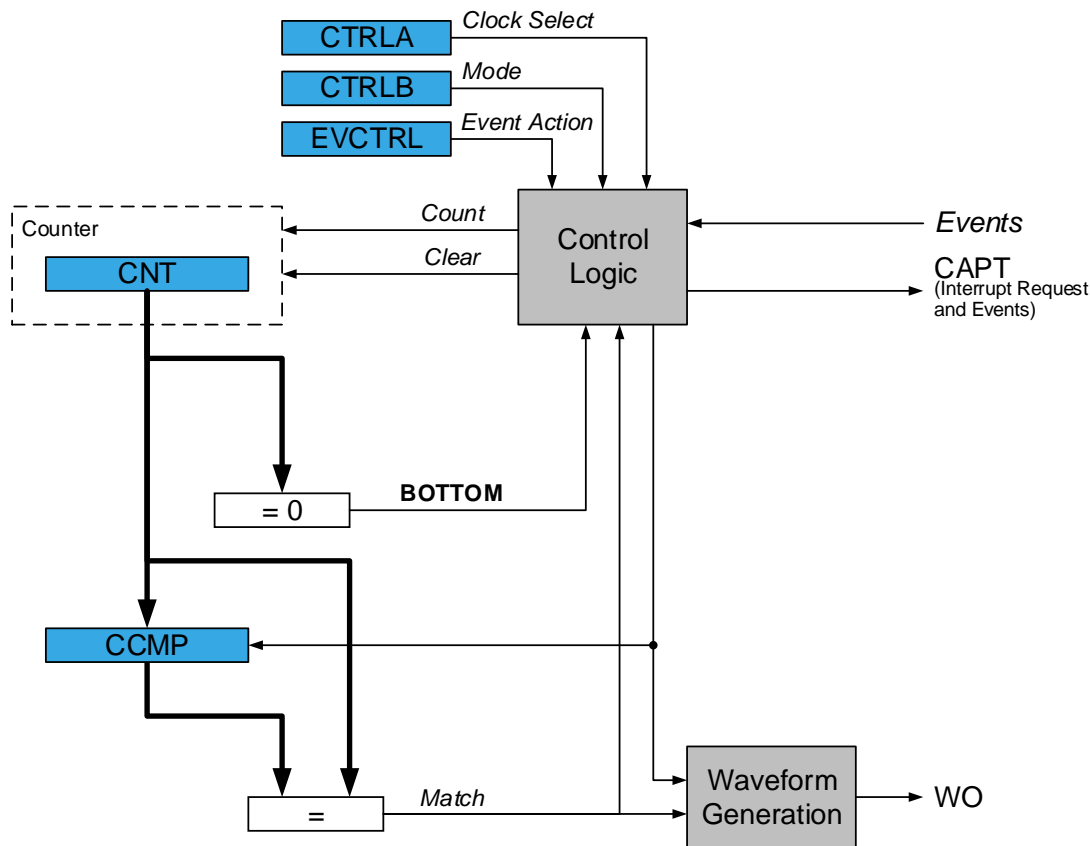 CTRLA
Clock Select
CTRLB
Mode
EVCTRL
Event Action
Counter
CNT
Count
Clear
Control
Logic
Events
CAPT
(Interrupt Request
and Events)
= 0
BOTTOM
CCMP
=
Match
Waveform
Generation
WO